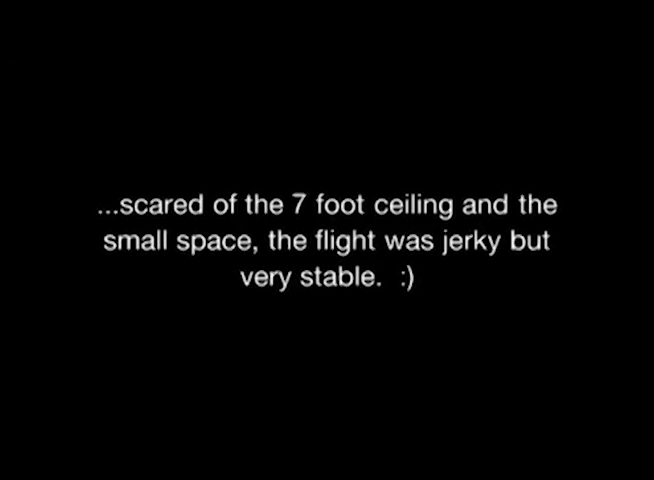 ...scared of the 7 foot ceiling and the
small space, the flight was jerky but
very stable.  :)